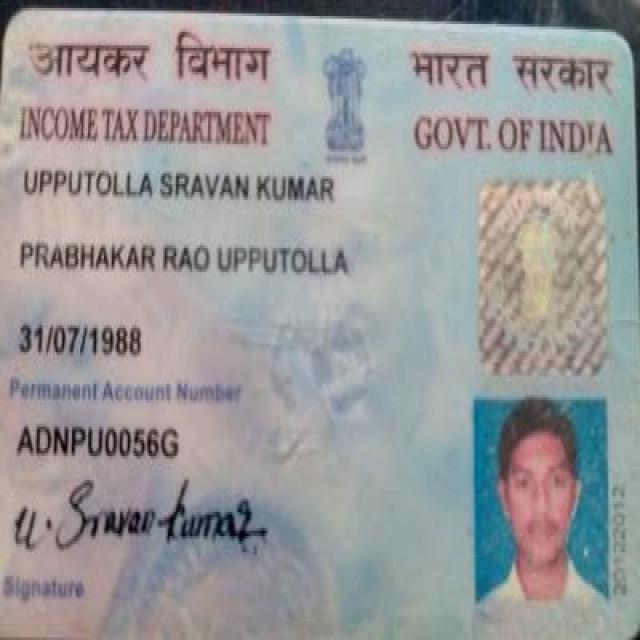 आयकर विभाग
भारत सरकार
INCOME TAX DEPARTMENT
GOVT. OF INDIA
UPPUTOLLA SRAVAN KUMAR
PRABHAKAR RAO UPPUTOLLA
31/07/1988
Permanent Account Number
ADNPU0056G
U. Sravan kumar
Signature
20122012